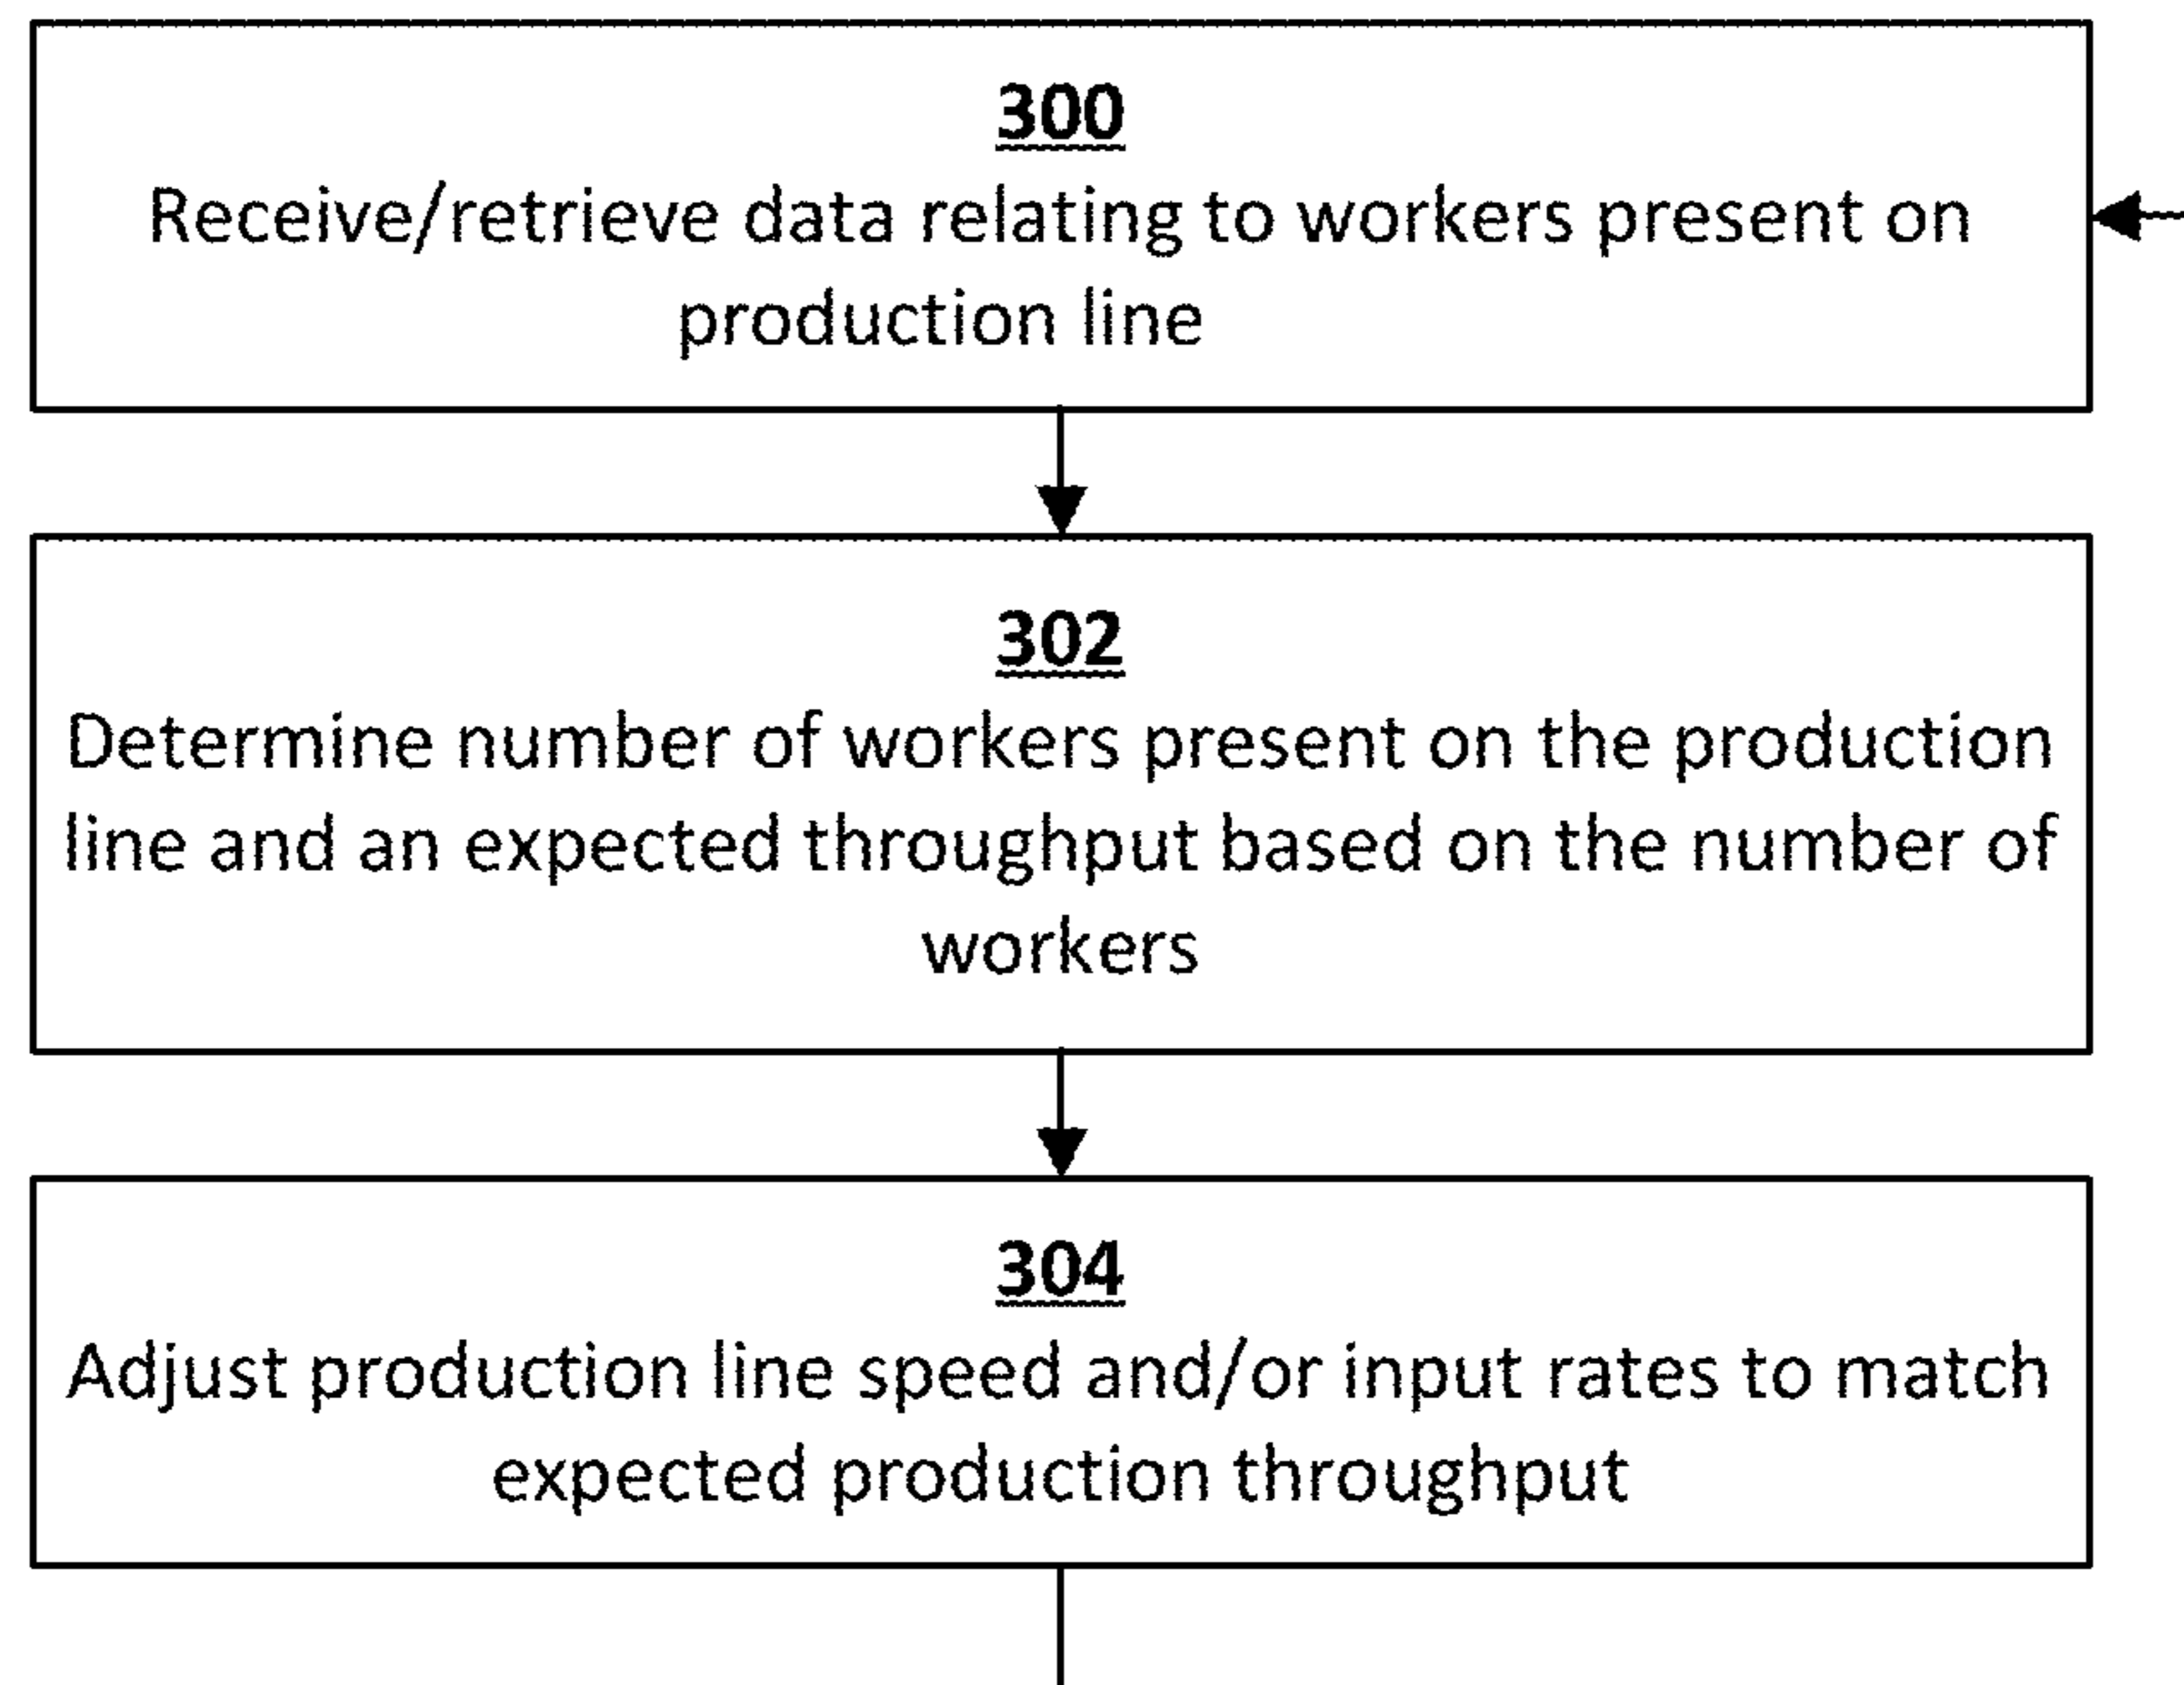 300
Receive/retrieve data relating to workers present on
production line
302
Determine number of workers present on the production
line and an expected throughput based on the number of
workers
304
Adjust production line speed and/or input rates to match
expected production throughput